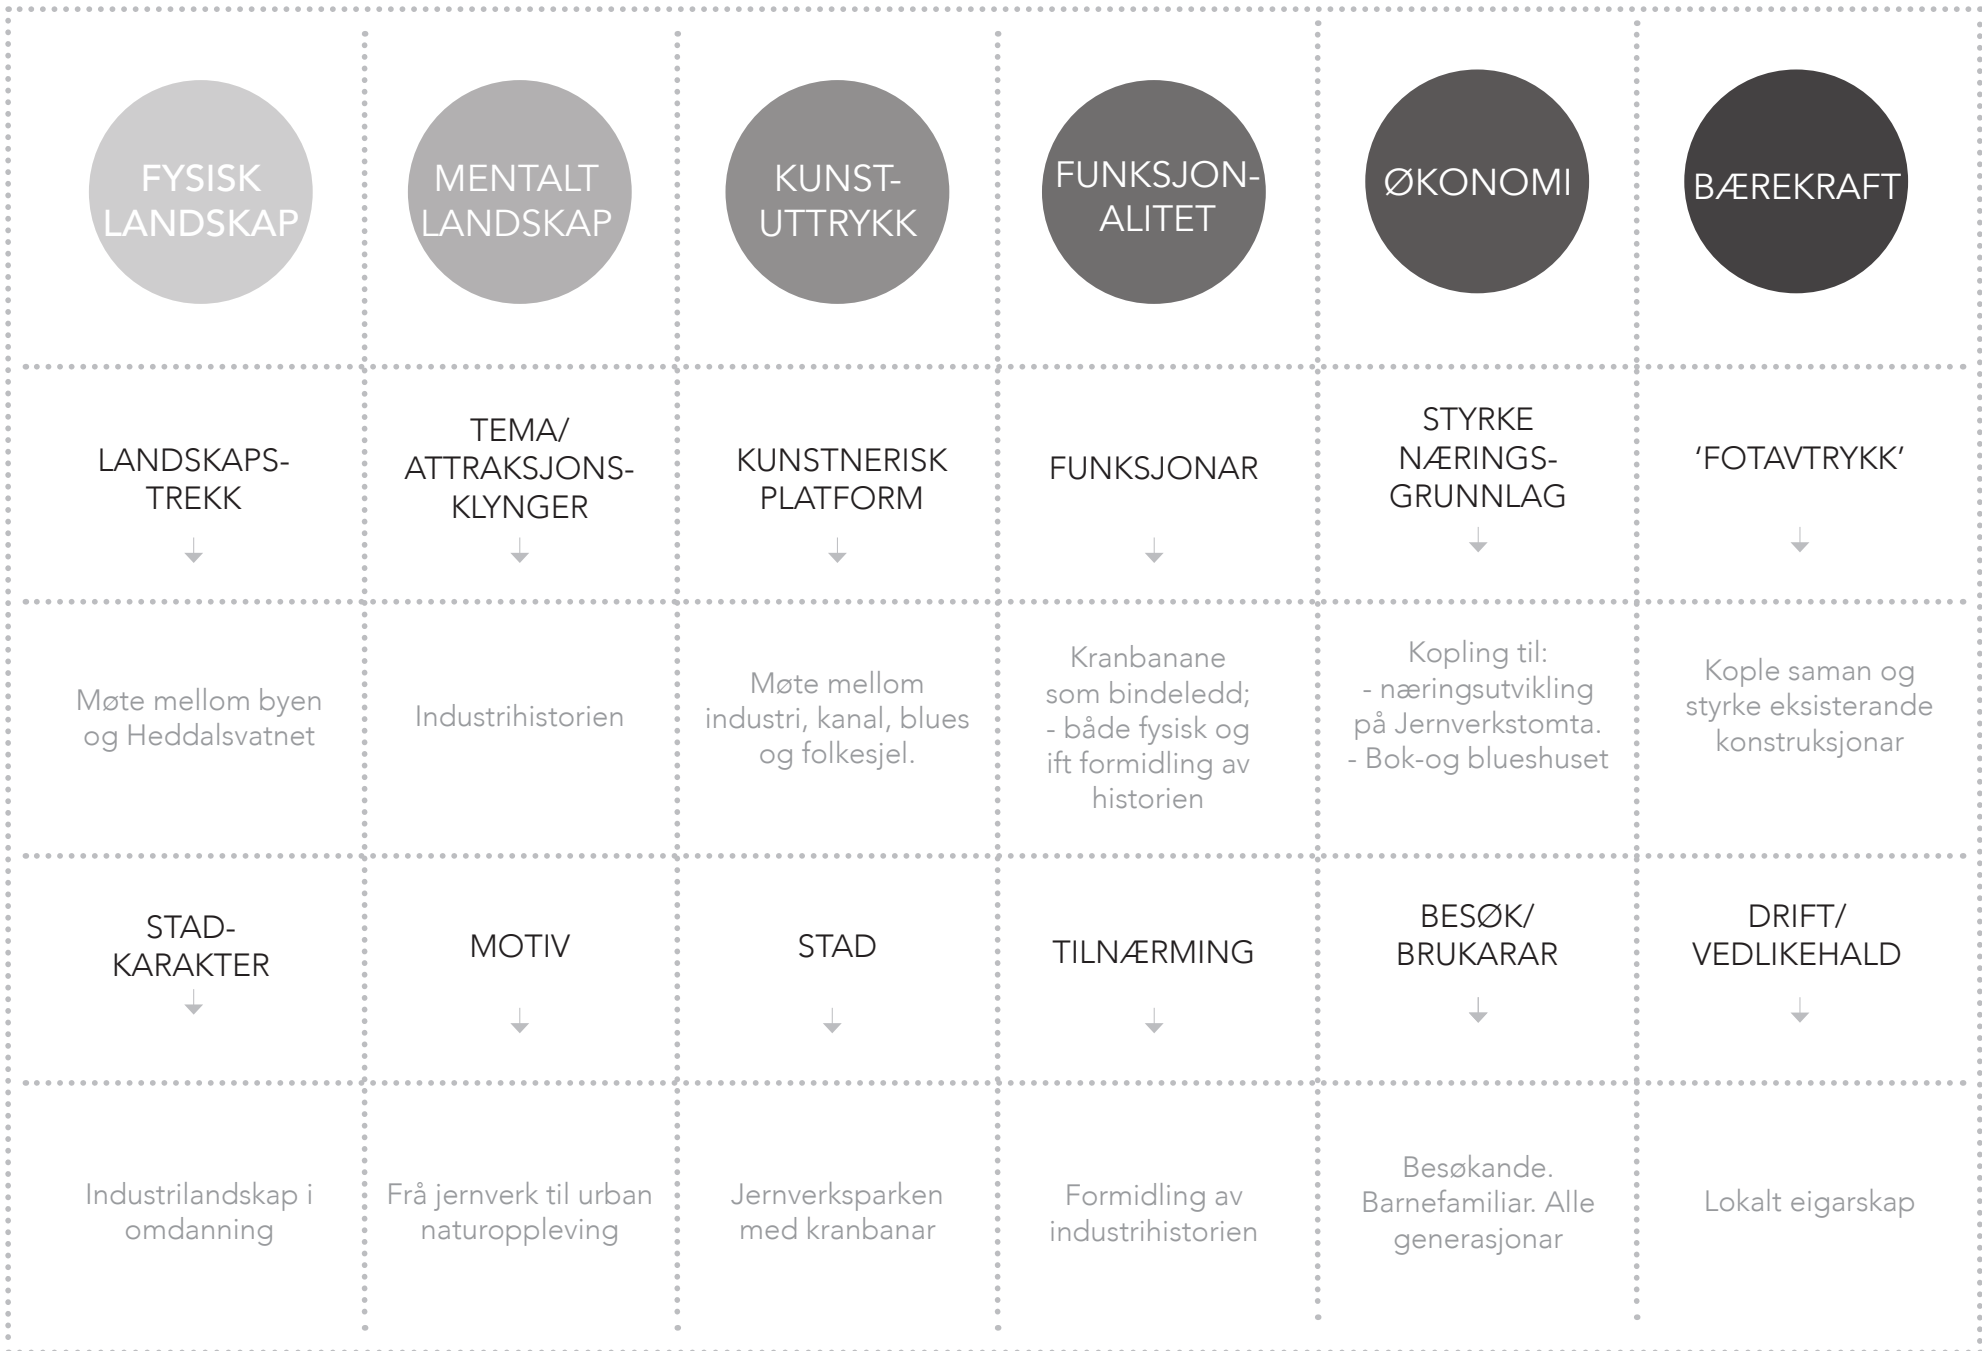 FYSISK
LANDSKAP
MENTALT
LANDSKAP
KUNST-
UTTRYKK
FUNKSJON-
ALITET
ØKONOMI
BÆREKRAFT
LANDSKAPS-
TREKK
TEMA/
ATTRAKSJONS-
KLYNGER
KUNSTNERISK
PLATFORM
FUNKSJONAR
STYRKE
NÆRINGS-
GRUNNLAG
‘FOTAVTRYKK’
Møte mellom byen
og Heddalsvatnet
Industrihistorien
Møte mellom
industri, kanal, blues
og folkesjel.
Kranbanane
som bindeledd;
- både fysisk og
ift formidling av
historien
Kopling til:
- næringsutvikling
på Jernverkstomta.
- Bok-og blueshuset
Kople saman og
styrke eksisterande
konstruksjonar
STAD-
KARAKTER
MOTIV
STAD
TILNÆRMING
BESØK/
BRUKARAR
DRIFT/
VEDLIKEHALD
Industrilandskap i
omdanning
Frå jernverk til urban
naturoppleving
Jernverksparken
med kranbanar
Formidling av
industrihistorien
Besøkande.
Barnefamiliar. Alle
generasjonar
Lokalt eigarskap